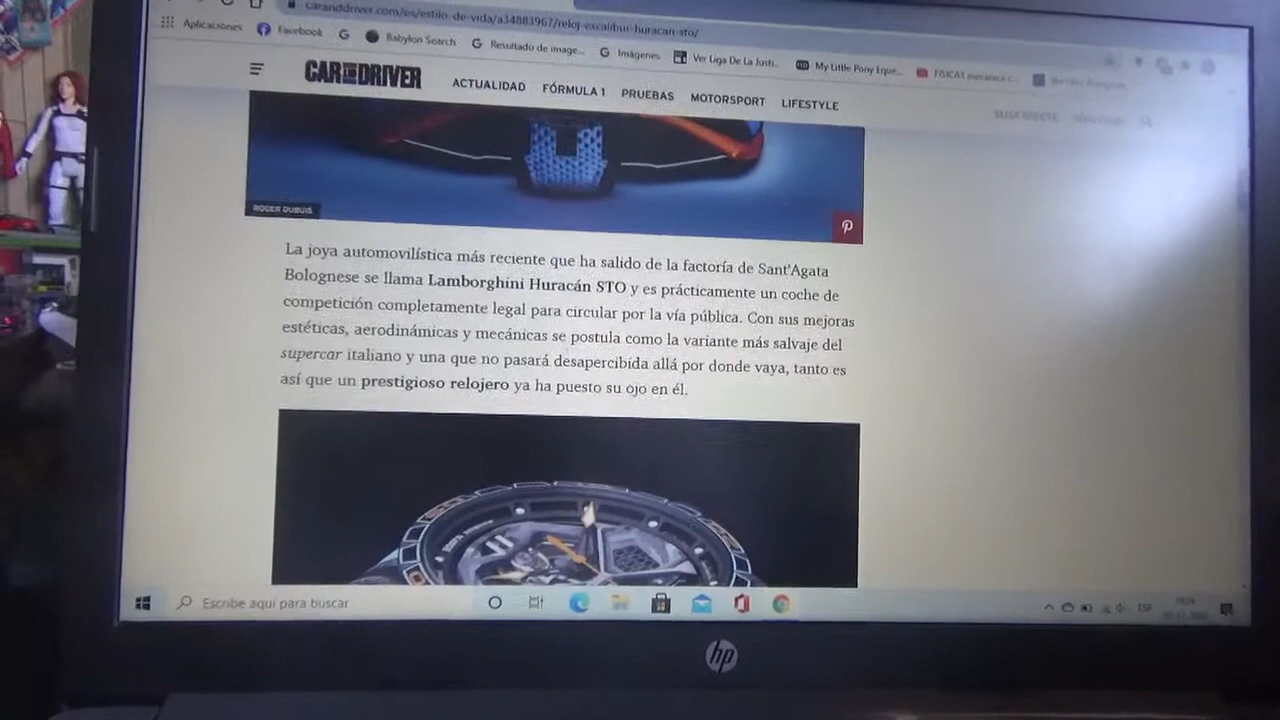 caranddriver.com/es/estilo-de-vida/a34883967/reloj-excalibur-huracan-sto/
Aplicaciones Facebook Babylon Search Resultado de image... Imágenes Ver Liga De La Justi... My Little Pony Eque...
CAR AND DRIVER ACTUALIDAD FÓRMULA 1 PRUEBAS MOTORSPORT LIFESTYLE
SUSCRÍBETE
ROGER DUBUIS
La joya automovilística más reciente que ha salido de la factoría de Sant'Agata
Bolognese se llama Lamborghini Huracán STO y es prácticamente un coche de
competición completamente legal para circular por la vía pública. Con sus mejoras
estéticas, aerodinámicas y mecánicas se postula como la variante más salvaje del
supercar italiano y una que no pasará desapercibida allá por donde vaya, tanto es
así que un prestigioso relojero ya ha puesto su ojo en él.
Escribe aquí para buscar
ESP
hp